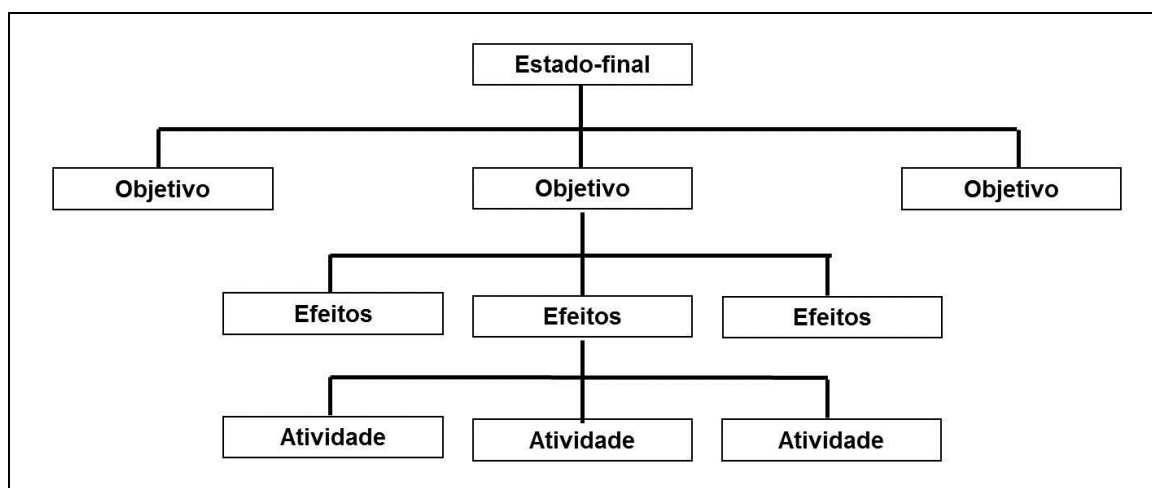 Estado-final
Objetivo
Objetivo
Objetivo
Efeitos
Efeitos
Efeitos
Atividade
Atividade
Atividade